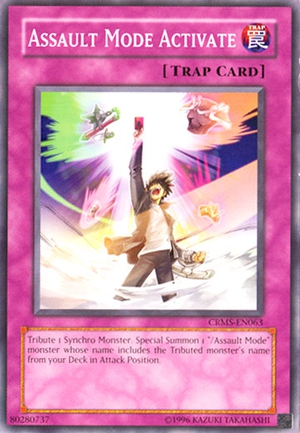 ASSAULT MODE ACTIVATE
TRAP
罠
[TRAP CARD]
CRMS-EN063
Tribute 1 Synchro Monster. Special Summon 1 "/Assault Mode"
monster whose name includes the Tributed monster's name
from your Deck in Attack Position.
80280737
©1996 KAZUKI TAKAHASHI